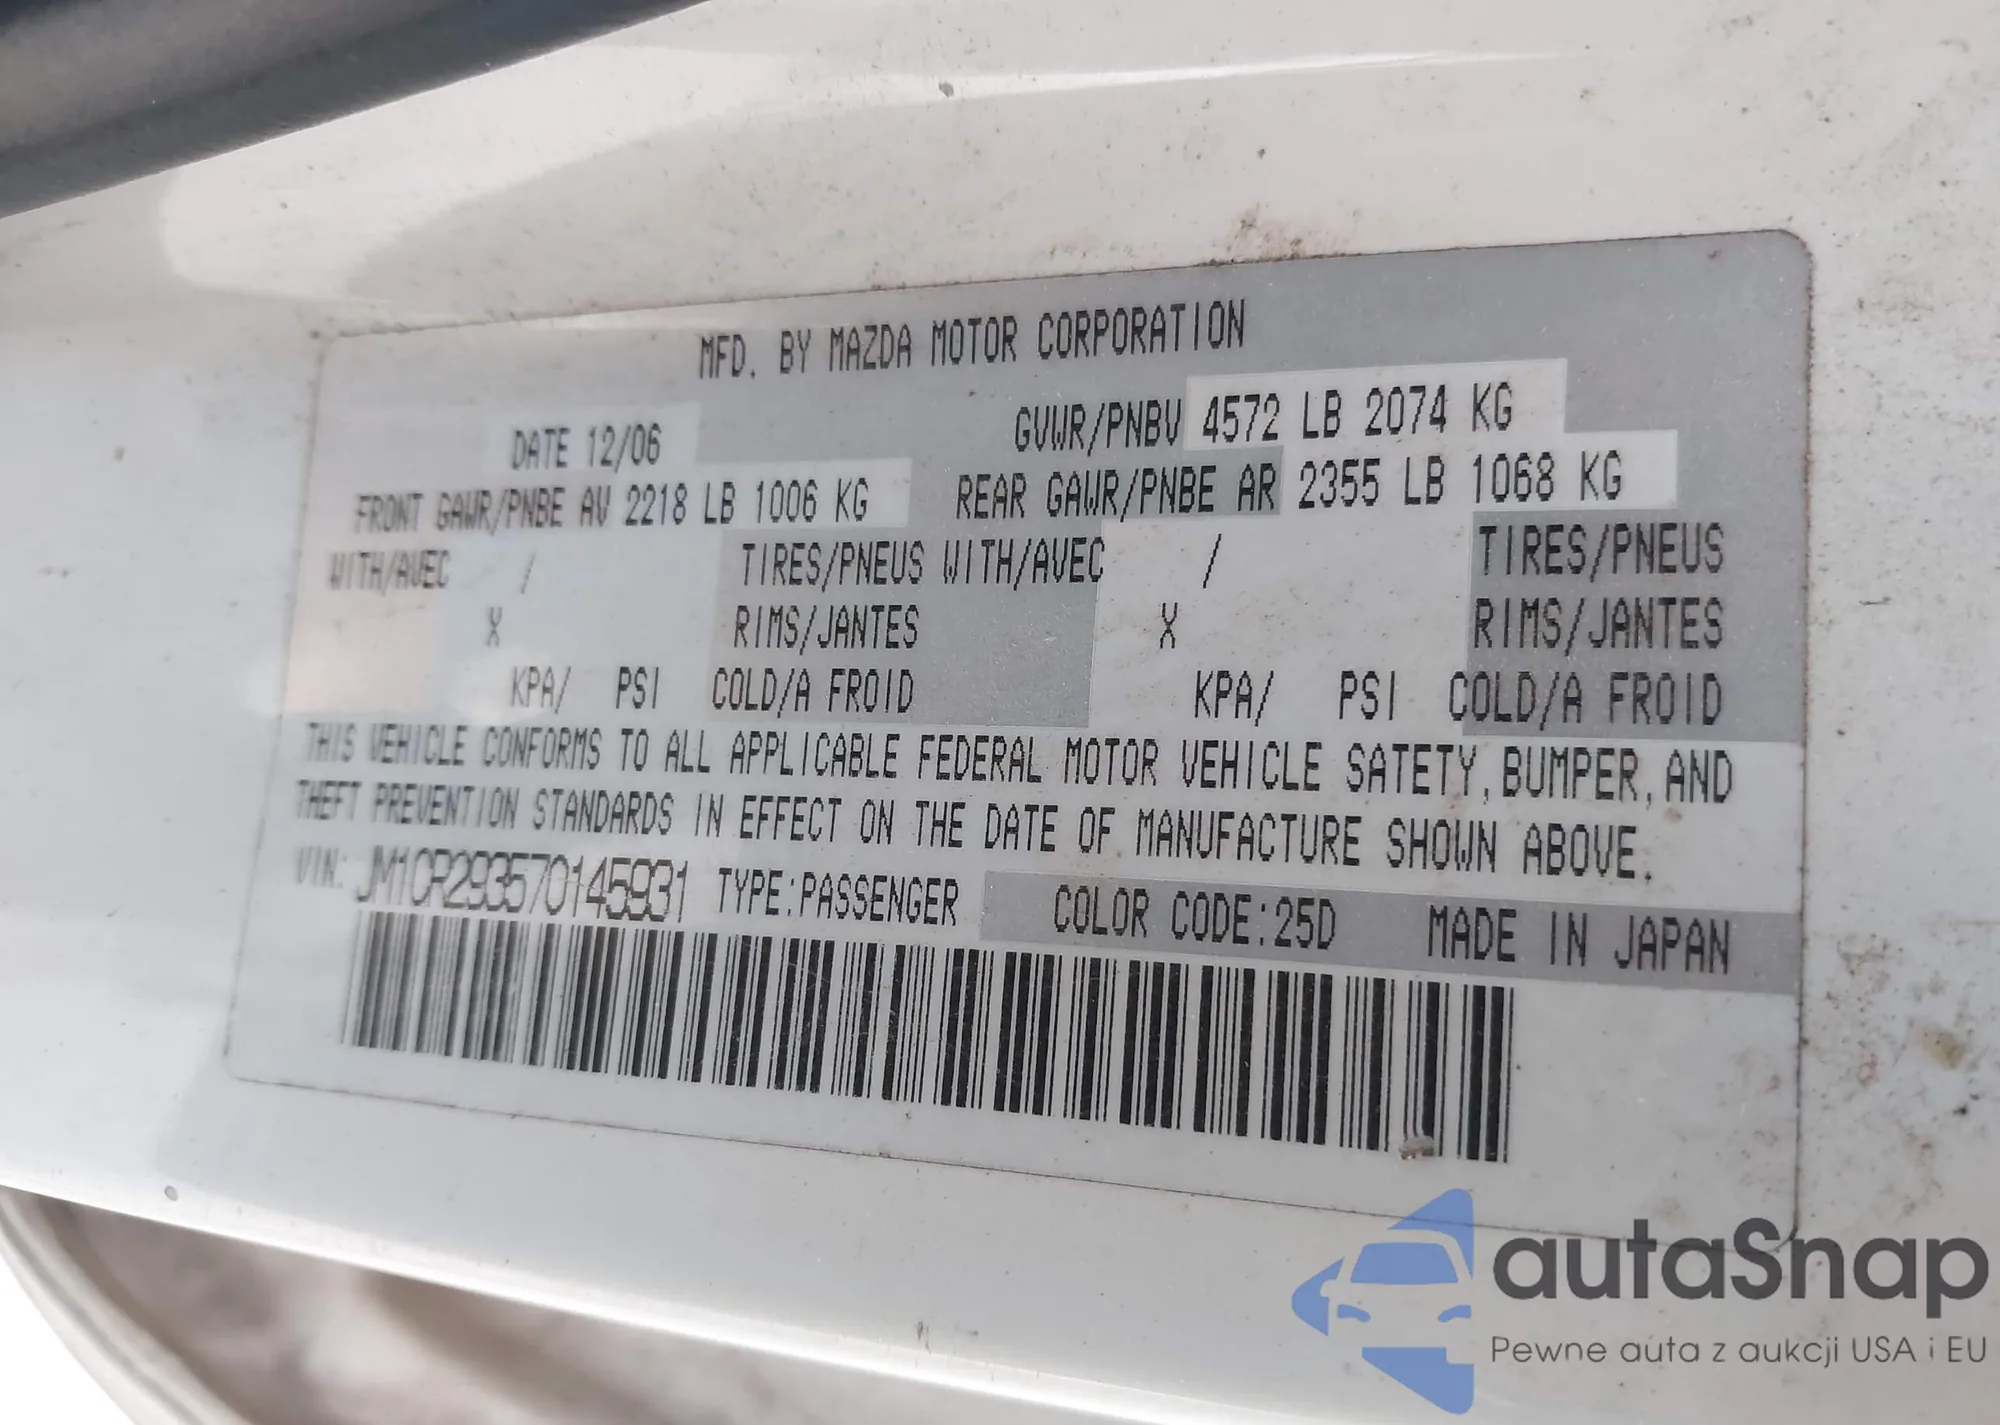 MFD. BY MAZDA MOTOR CORPORATION
DATE 12/06 GVWR/PNBV 4572 LB 2074 KG
FRONT GAWR/PNBE AV 2218 LB 1006 KG REAR GAWR/PNBE AR 2355 LB 1068 KG
WITH/AVEC / TIRES/PNEUS WITH/AVEC / TIRES/PNEUS
X RIMS/JANTES X RIMS/JANTES
KPA/ PSI COLD/A FROID KPA/ PSI COLD/A FROID
THIS VEHICLE CONFORMS TO ALL APPLICABLE FEDERAL MOTOR VEHICLE SATETY, BUMPER, AND
THEFT PREVENTION STANDARDS IN EFFECT ON THE DATE OF MANUFACTURE SHOWN ABOVE.
VIN: JM1CR293570145931 TYPE:PASSENGER COLOR CODE:25D MADE IN JAPAN
autaSnap
Pewne auta z aukcji USA i EU